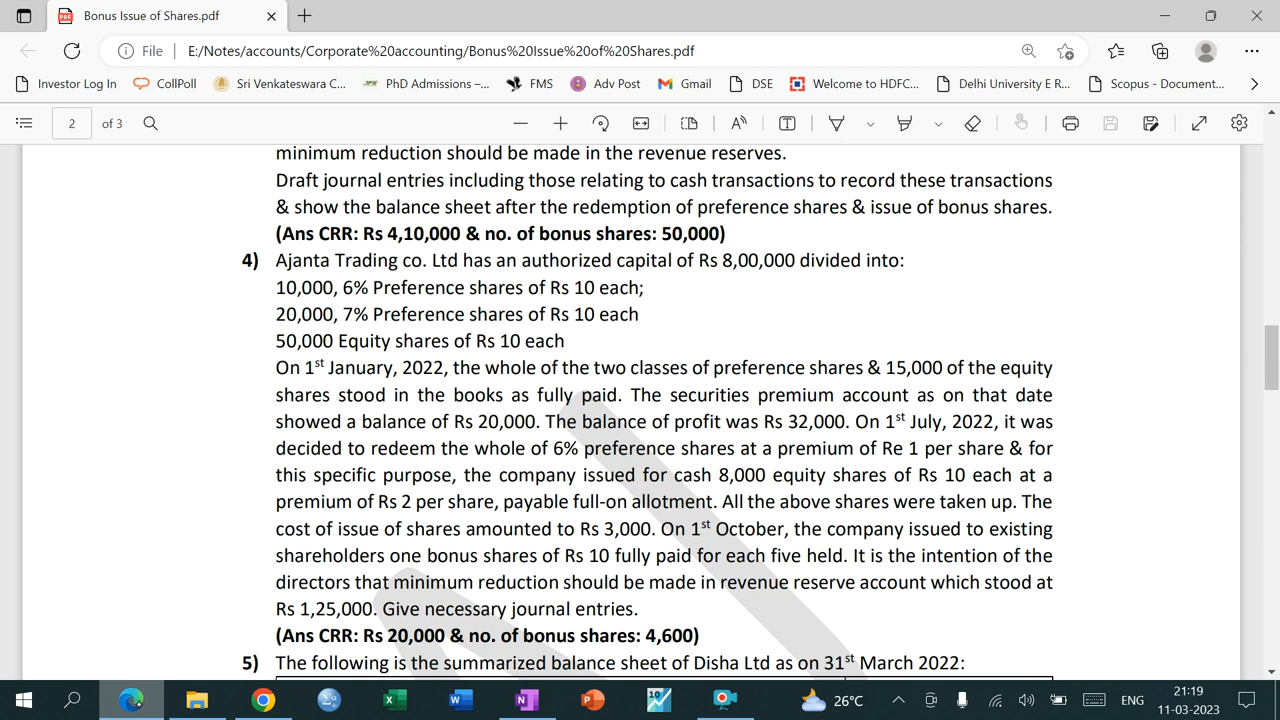 Bonus Issue of Shares.pdf
File E:/Notes/accounts/Corporate%20accounting/Bonus%20Issue%20of%20Shares.pdf
Investor Log In CollPoll Sri Venkateswara C... PhD Admissions –... FMS Adv Post Gmail DSE Welcome to HDFC... Delhi University E R... Scopus - Document...
2 of 3
minimum reduction should be made in the revenue reserves.
Draft journal entries including those relating to cash transactions to record these transactions
& show the balance sheet after the redemption of preference shares & issue of bonus shares.
(Ans CRR: Rs 4,10,000 & no. of bonus shares: 50,000)
4) Ajanta Trading co. Ltd has an authorized capital of Rs 8,00,000 divided into:
10,000, 6% Preference shares of Rs 10 each;
20,000, 7% Preference shares of Rs 10 each
50,000 Equity shares of Rs 10 each
On 1st January, 2022, the whole of the two classes of preference shares & 15,000 of the equity
shares stood in the books as fully paid. The securities premium account as on that date
showed a balance of Rs 20,000. The balance of profit was Rs 32,000. On 1st July, 2022, it was
decided to redeem the whole of 6% preference shares at a premium of Re 1 per share & for
this specific purpose, the company issued for cash 8,000 equity shares of Rs 10 each at a
premium of Rs 2 per share, payable full-on allotment. All the above shares were taken up. The
cost of issue of shares amounted to Rs 3,000. On 1st October, the company issued to existing
shareholders one bonus shares of Rs 10 fully paid for each five held. It is the intention of the
directors that minimum reduction should be made in revenue reserve account which stood at
Rs 1,25,000. Give necessary journal entries.
(Ans CRR: Rs 20,000 & no. of bonus shares: 4,600)
5) The following is the summarized balance sheet of Disha Ltd as on 31st March 2022:
26°C ENG 21:19
11-03-2023